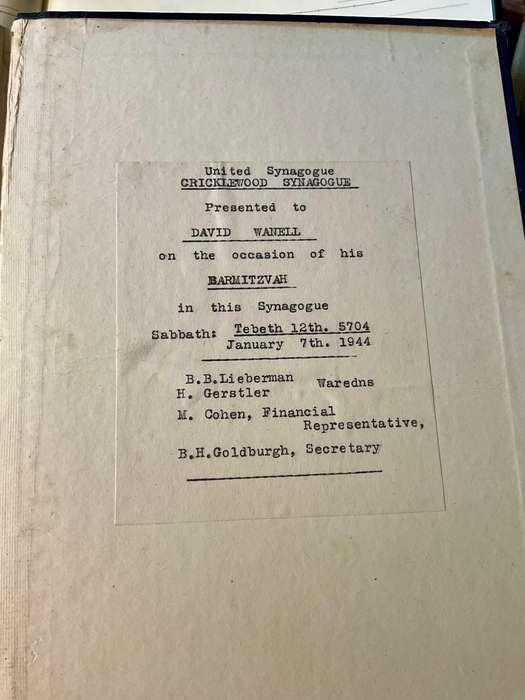 United Synagogue
CRICKLEWOOD SYNAGOGUE
Presented to
DAVID WANELL
on the occasion of his
BARMITZVAH
in this Synagogue
Sabbath: Tebeth 12th. 5704
January 7th. 1944
B.B.Lieberman
H. Gerstler Waredns
M. Cohen, Financial
Representative,
B.H.Goldburgh, Secretary